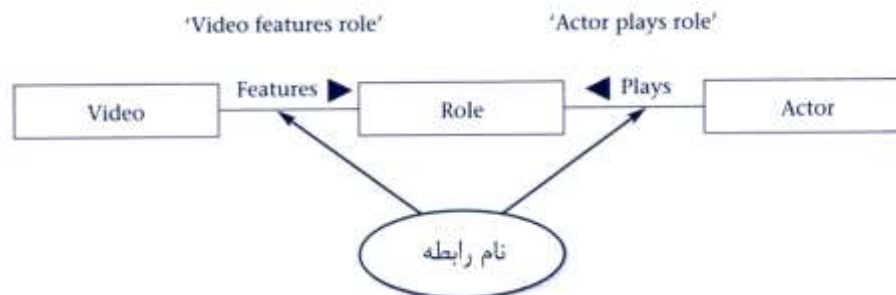 'Video features role' 'Actor plays role'
Features ▶ ◀ Plays
Video Role Actor
نام رابطه